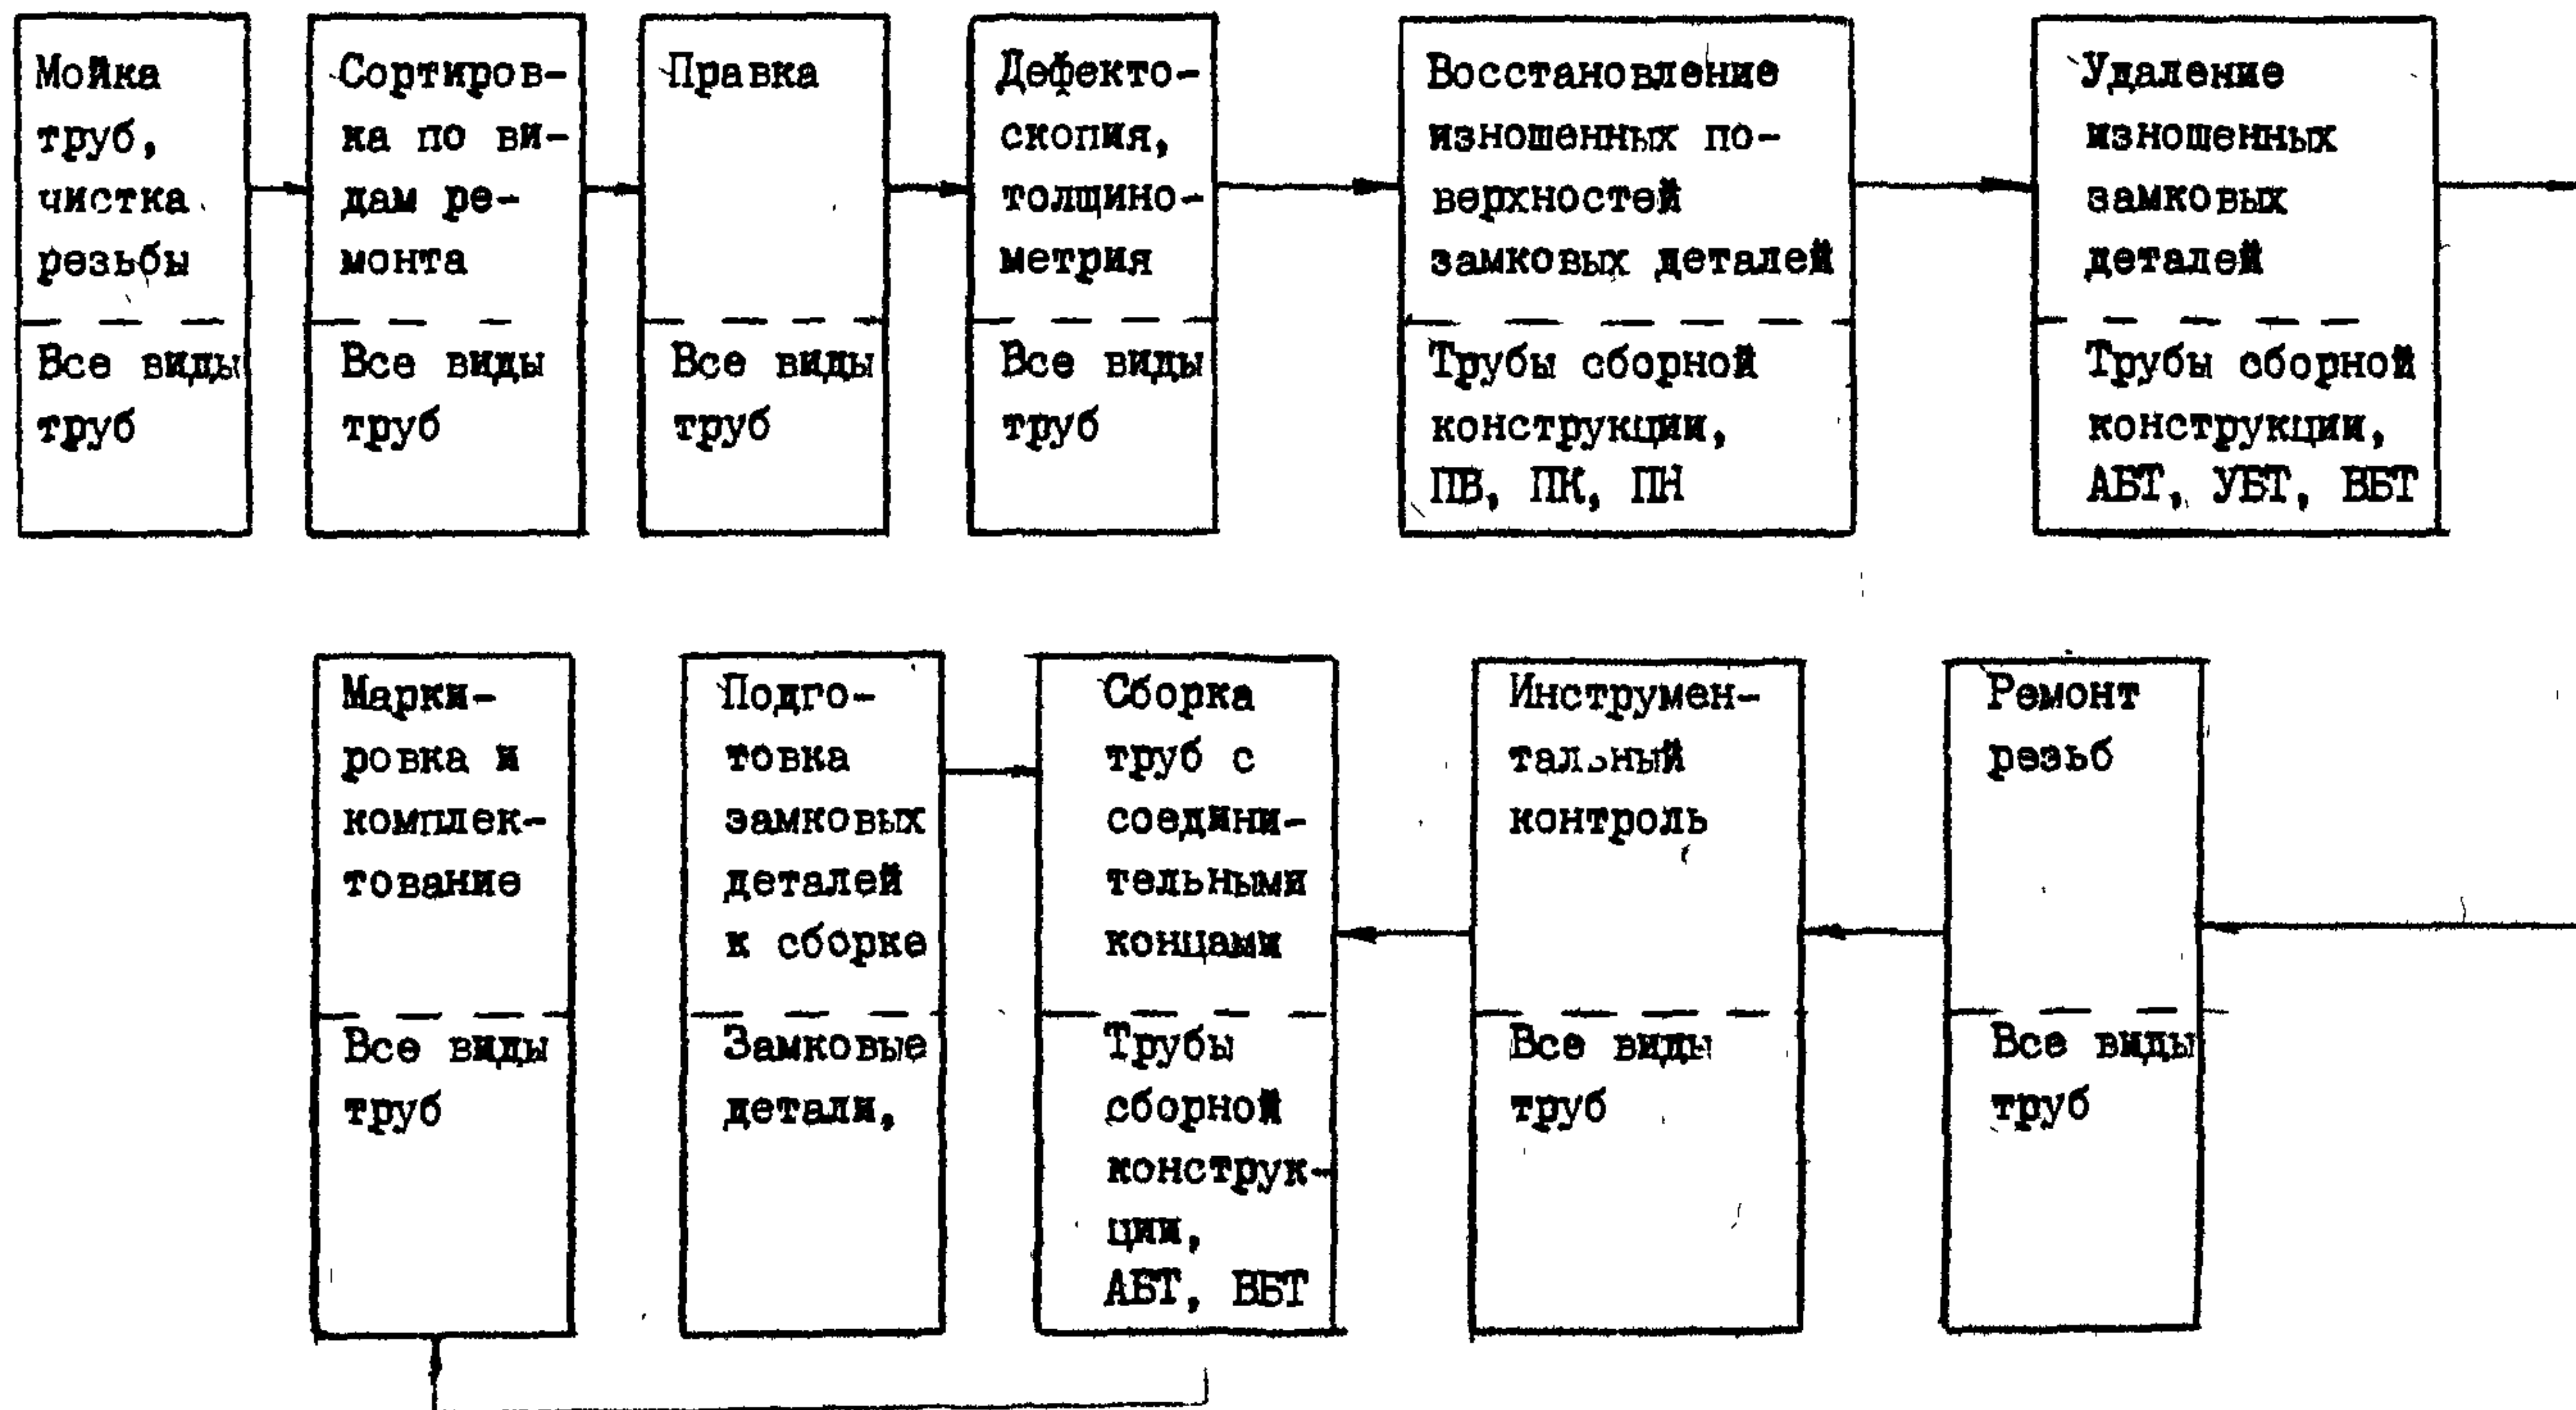 Мойка
труб,
чистка
резьбы
Все виды
труб
Сортиров-
ка по ви-
дам ре-
монта
Все виды
труб
Правка
Все виды
труб
Дефекто-
скопия,
толщино-
метрия
Все виды
труб
Восстановление
изношенных по-
верхностей
замковых деталей
Трубы сборной
конструкции,
ПВ, ПК, ПН
Удаление
изношенных
замковых
деталей
Трубы сборной
конструкции,
АБТ, УБТ, ВБТ
Марки-
ровка и
комплек-
тование
Все виды
труб
Подго-
товка
замковых
деталей
к сборке
Замковые
детали,
Сборка
труб с
соедини-
тельными
концами
Трубы
сборной
конструк-
ции,
АБТ, ВБТ
Инструмен-
тальный
контроль
Все виды
труб
Ремонт
резьб
Все виды
труб